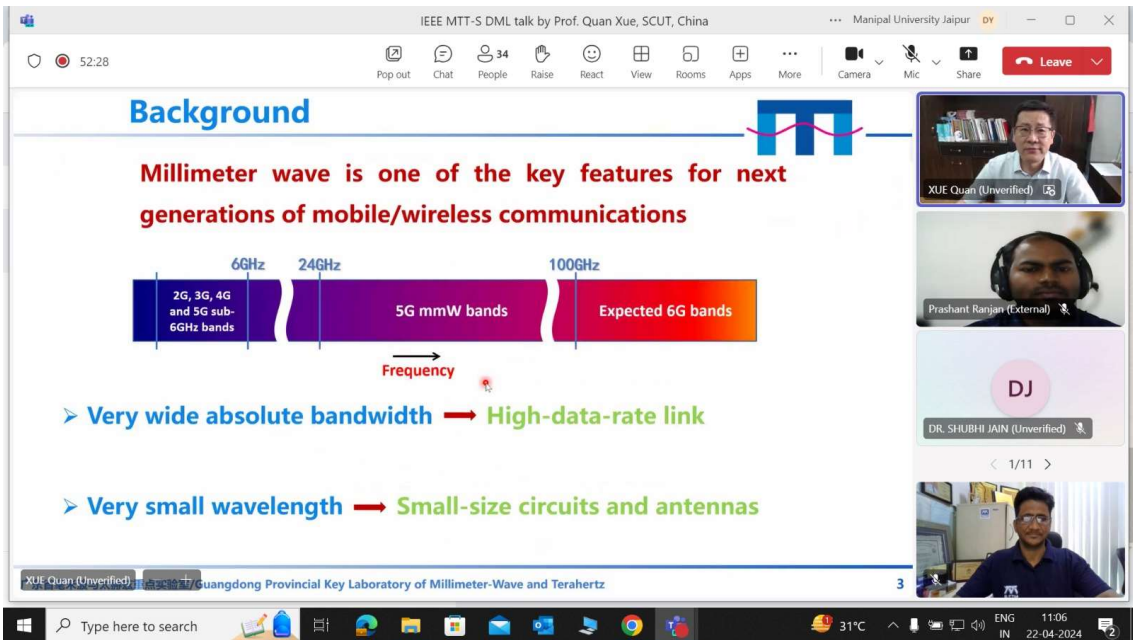 IEEE MTT-S DML talk by Prof. Quan Xue, SCUT, China
Manipal University Jaipur DY
52:28
Pop out
Chat
34
People
Raise
React
View
Rooms
Apps
More
Camera
Mic
Share
Leave
Background
Millimeter wave is one of the key features for next
generations of mobile/wireless communications
6GHz 24GHz 100GHz
2G, 3G, 4G
and 5G sub-
6GHz bands
5G mmW bands
Expected 6G bands
Frequency
➢ Very wide absolute bandwidth → High-data-rate link
➢ Very small wavelength → Small-size circuits and antennas
XUE Quan (Unverified)
/Guangdong Provincial Key Laboratory of Millimeter-Wave and Terahertz
3
XUE Quan (Unverified)
Prashant Ranjan (External)
DJ
DR. SHUBHI JAIN (Unverified)
1/11
Type here to search
31°C
ENG
IN
11:06
22-04-2024
2